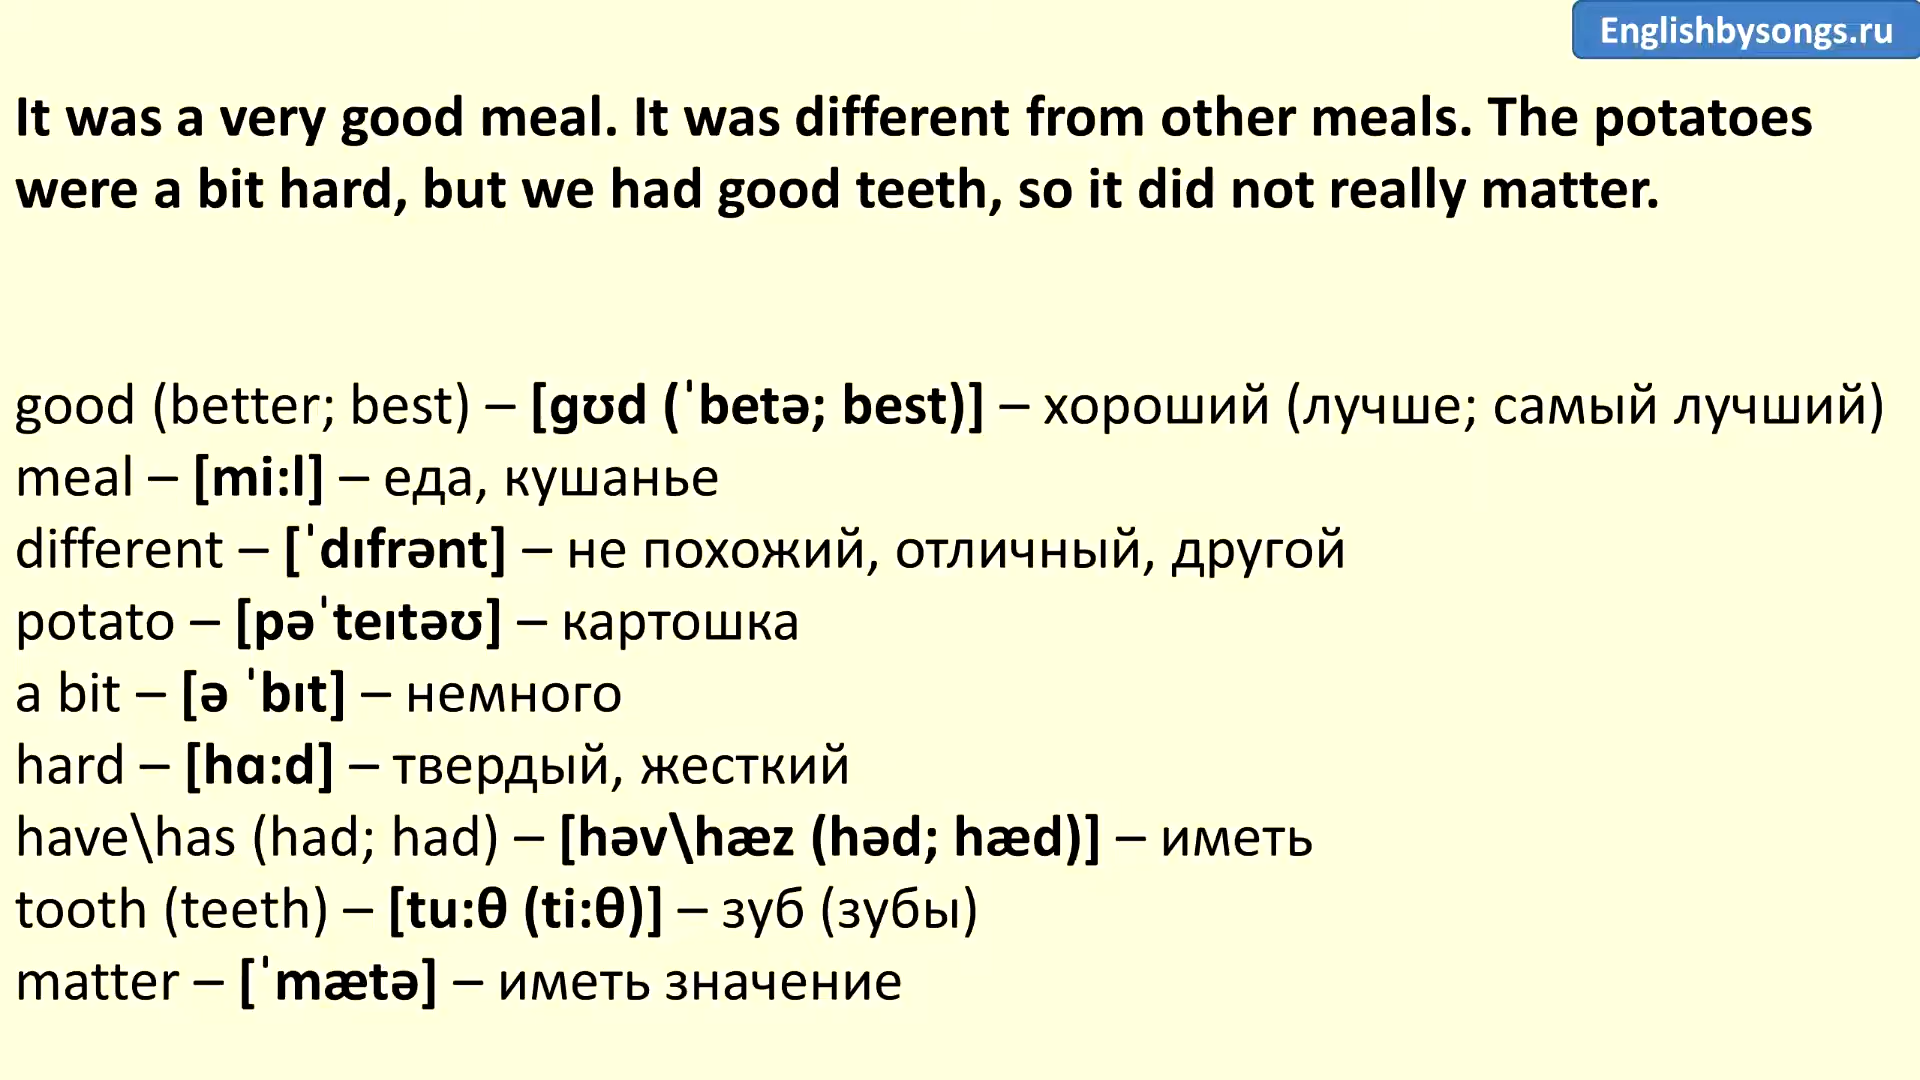 Englishbysongs.ru
It was a very good meal. It was different from other meals. The potatoes
were a bit hard, but we had good teeth, so it did not really matter.
good (better; best) – [gʊd (ˈbetə; best)] – хороший (лучше; самый лучший)
meal – [mi:l] – еда, кушанье
different – [ˈdɪfrənt] – не похожий, отличный, другой
potato – [pəˈteɪtəʊ] – картошка
a bit – [ə ˈbɪt] – немного
hard – [hɑ:d] – твердый, жесткий
have\has (had; had) – [həv\hæz (həd; hæd)] – иметь
tooth (teeth) – [tu:θ (ti:θ)] – зуб (зубы)
matter – [ˈmætə] – иметь значение